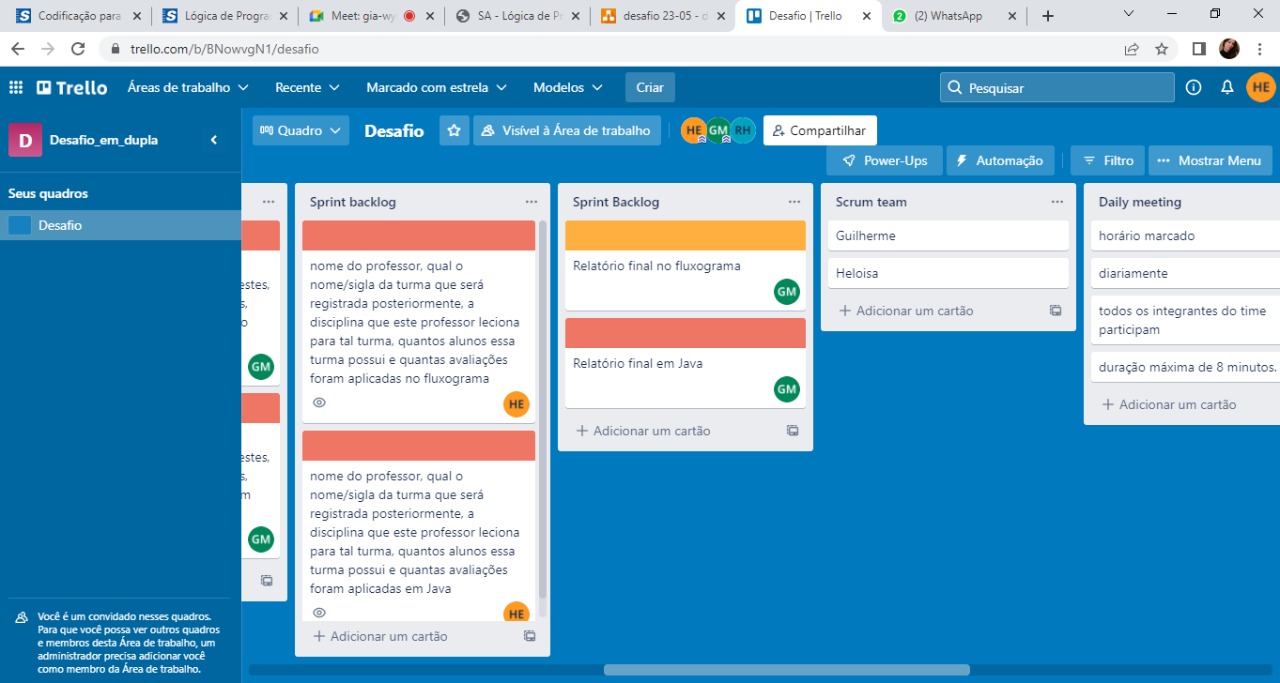 Codificação para
Lógica de Progra
Meet: gia-wy
SA - Lógica de P
desafio 23-05 - d
Desafio | Trello
(2) WhatsApp
trello.com/b/BNowvgN1/desafio
Trello
Áreas de trabalho
Recente
Marcado com estrela
Modelos
Criar
Pesquisar
HE
D
Desafio_em_dupla
Quadro
Desafio
Visível à Área de trabalho
HE
GM
RH
Compartilhar
Power-Ups
Automação
Filtro
Mostrar Menu
Seus quadros
Desafio
Você é um convidado nesses quadros.
Para que você possa ver outros quadros
e membros desta Área de trabalho, um
administrador precisa adicionar você
como membro da Área de trabalho.
estes,
s,
o
GM
estes,
s,
m
GM
Sprint backlog
nome do professor, qual o
nome/sigla da turma que será
registrada posteriormente, a
disciplina que este professor leciona
para tal turma, quantos alunos essa
turma possui e quantas avaliações
foram aplicadas no fluxograma
HE
nome do professor, qual o
nome/sigla da turma que será
registrada posteriormente, a
disciplina que este professor leciona
para tal turma, quantos alunos essa
turma possui e quantas avaliações
foram aplicadas em Java
HE
Adicionar um cartão
Sprint Backlog
Relatório final no fluxograma
GM
Relatório final em Java
GM
Adicionar um cartão
Scrum team
Guilherme
Heloisa
Adicionar um cartão
Daily meeting
horário marcado
diariamente
todos os integrantes do time
participam
duração máxima de 8 minutos.
Adicionar um cartão